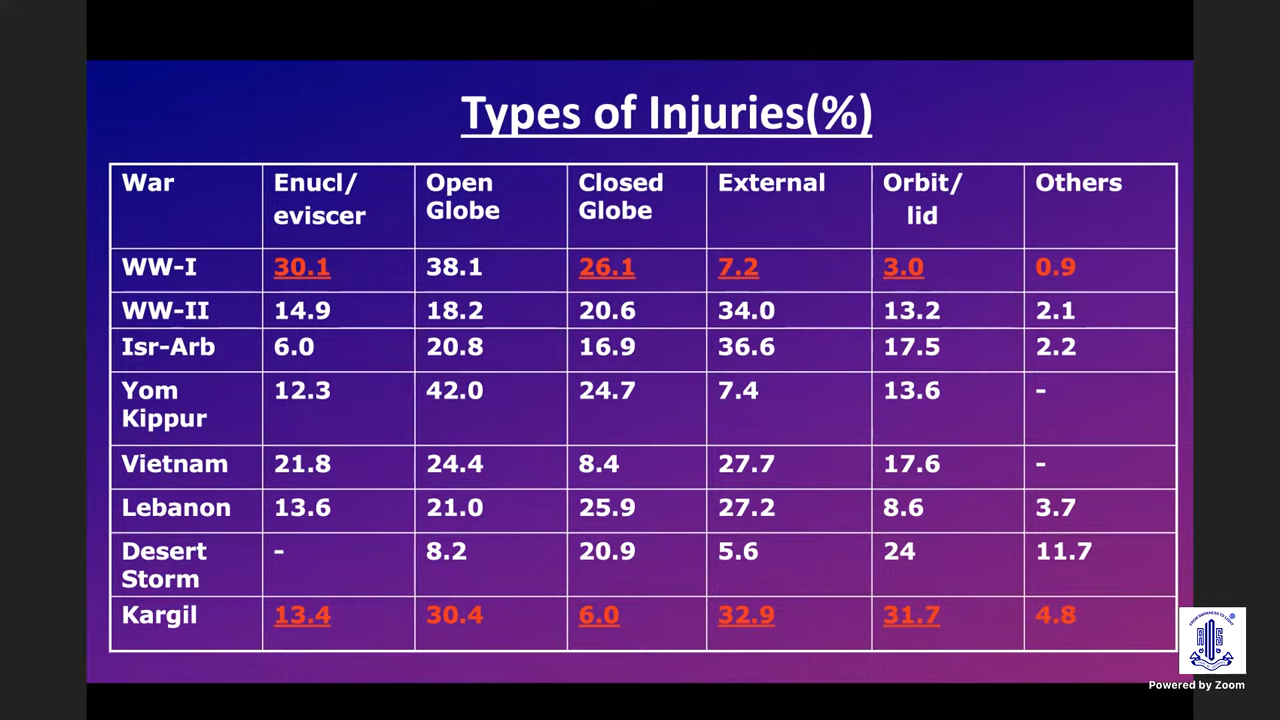 Types of Injuries(%)
War Enucl/ Open Closed External Orbit/ Others
eviscer Globe Globe lid
WW-I 30.1 38.1 26.1 7.2 3.0 0.9
WW-II 14.9 18.2 20.6 34.0 13.2 2.1
Isr-Arb 6.0 20.8 16.9 36.6 17.5 2.2
Yom 12.3 42.0 24.7 7.4 13.6 -
Kippur
Vietnam 21.8 24.4 8.4 27.7 17.6 -
Lebanon 13.6 21.0 25.9 27.2 8.6 3.7
Desert - 8.2 20.9 5.6 24 11.7
Storm
Kargil 13.4 30.4 6.0 32.9 31.7 4.8
Powered by Zoom